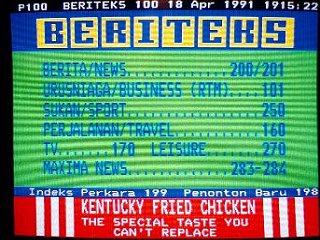 P100 BERITEKS 100 18 Apr 1991 1915:22
BERITEKS
BERITA/NEWS..............200/201
URUSNIAGA/BUSINESS (RTM)....101
SUKAN/SPORT.................250
PERJALANAN/TRAVEL...........160
TV......170 LEISURE.......270
MAXIMA NEWS.............283-284
Indeks Perkara 199 Penonton Baru 198
KENTUCKY FRIED CHICKEN
THE SPECIAL TASTE YOU
CAN'T REPLACE